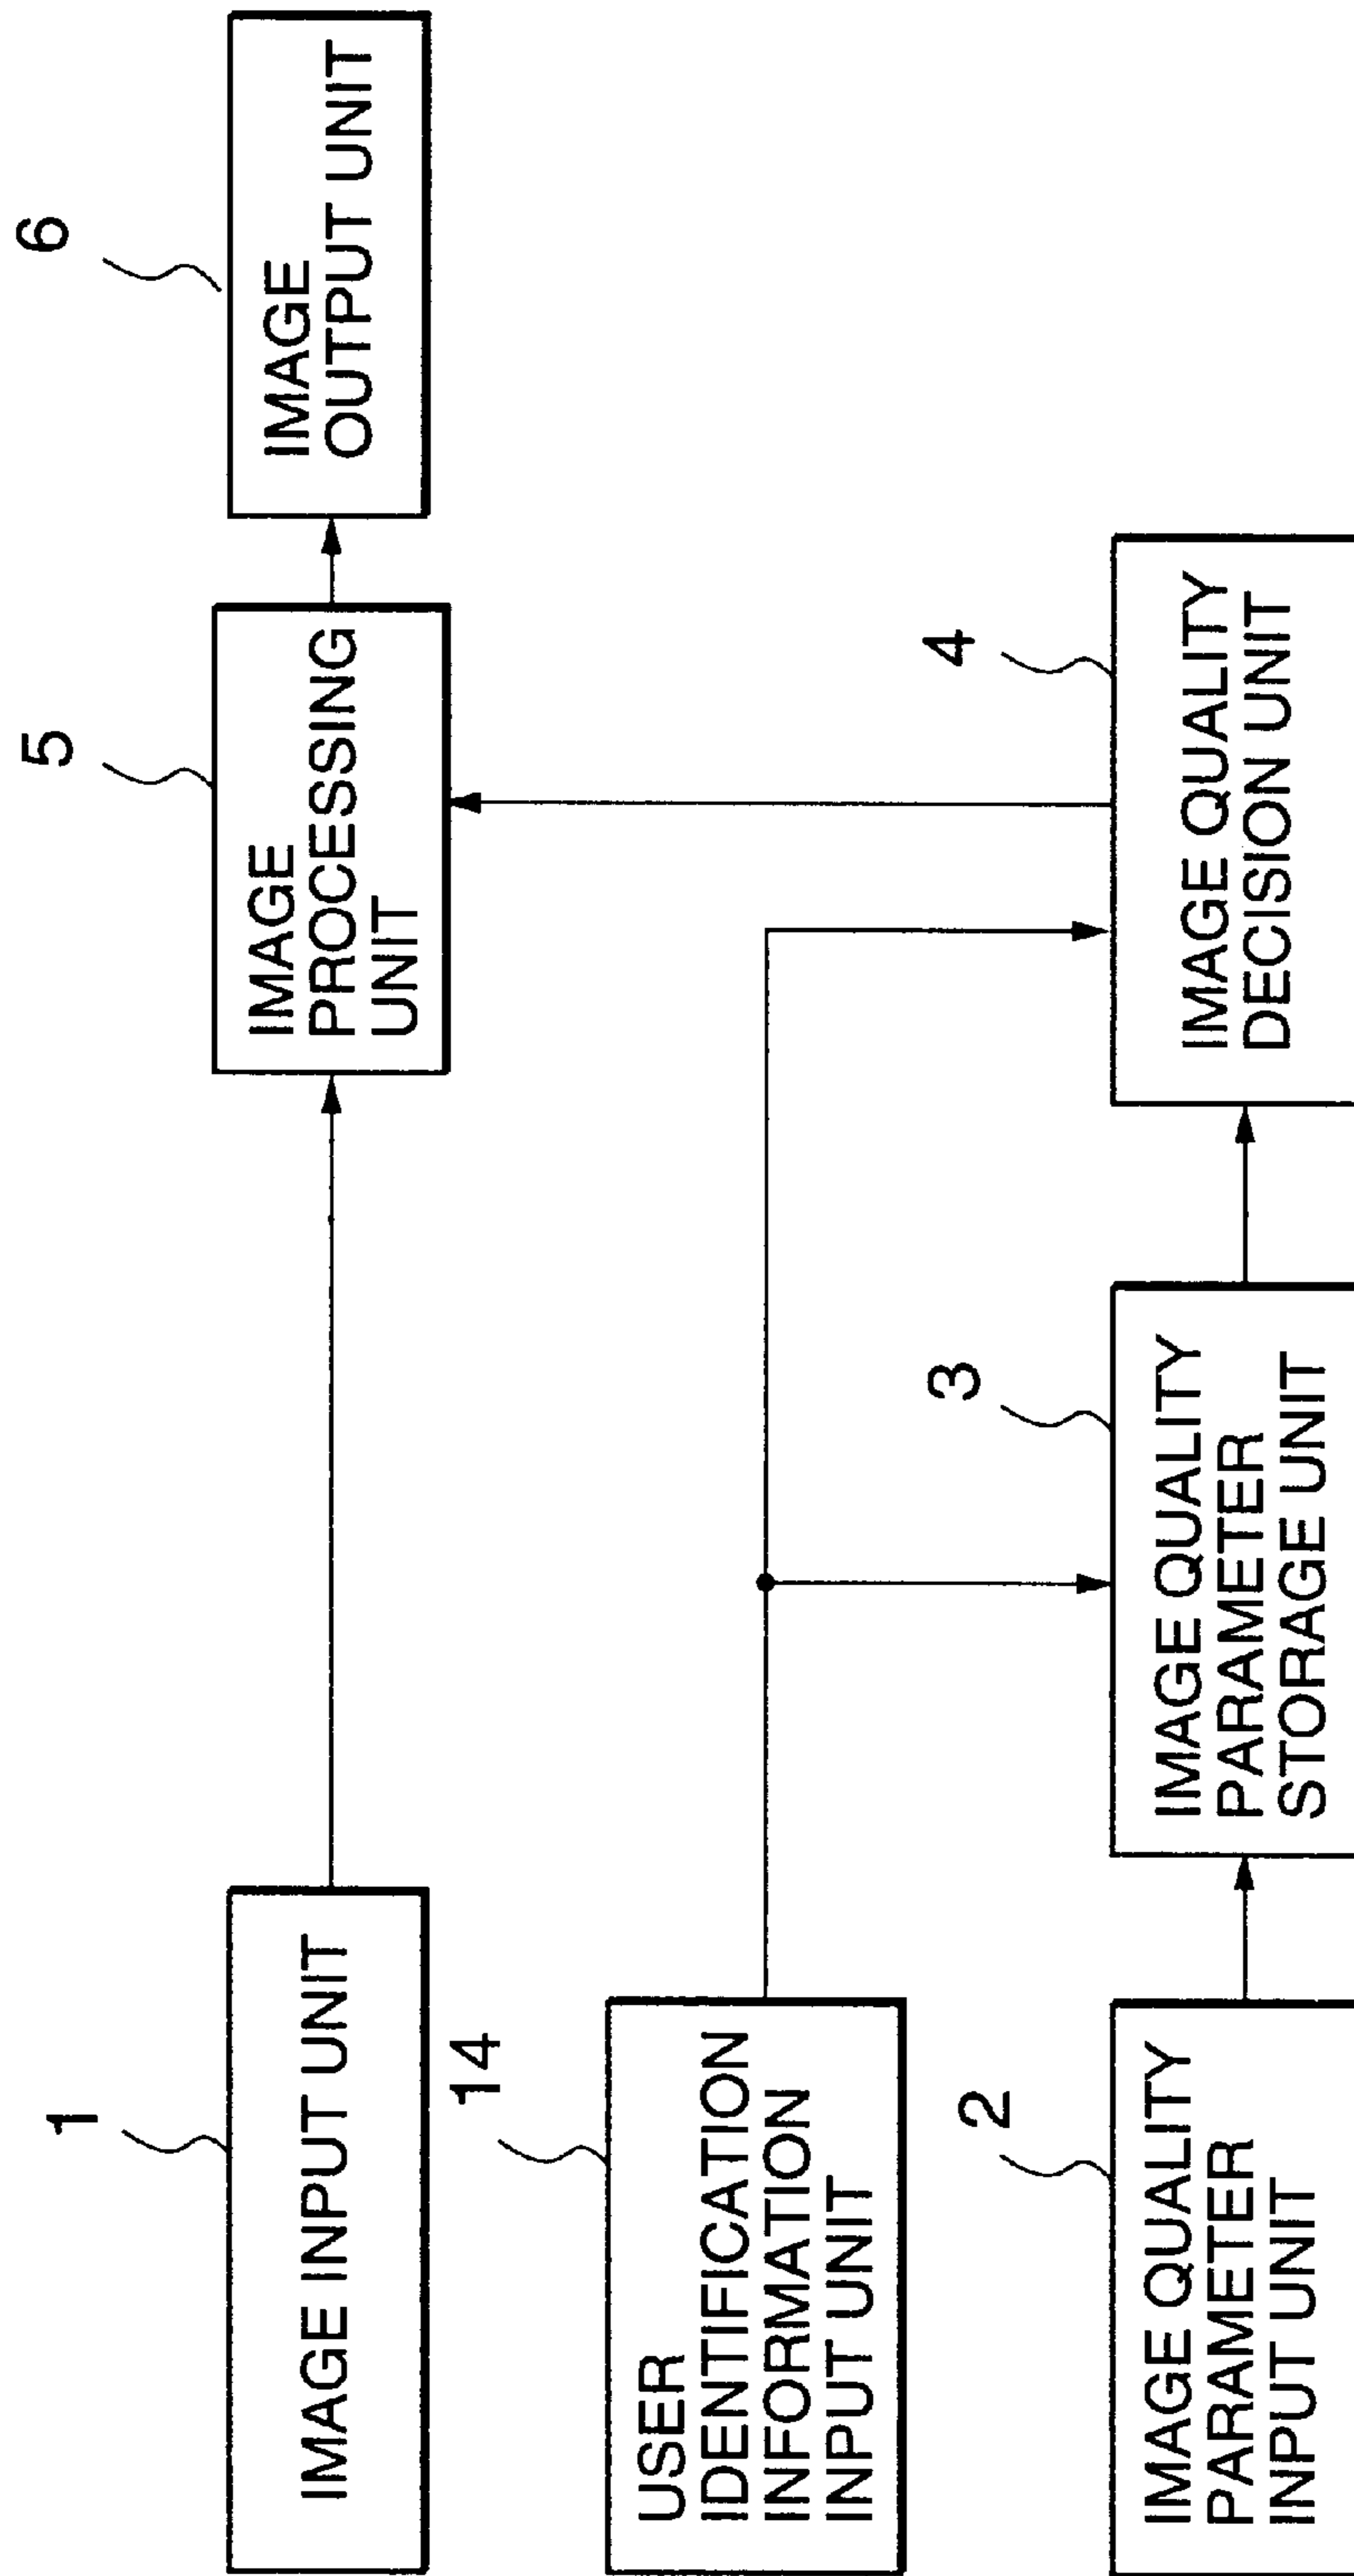 1
IMAGE INPUT UNIT
5
IMAGE
PROCESSING
UNIT
6
IMAGE
OUTPUT UNIT
14
USER
IDENTIFICATION
INFORMATION
INPUT UNIT
2
IMAGE QUALITY
PARAMETER
INPUT UNIT
3
IMAGE QUALITY
PARAMETER
STORAGE UNIT
4
IMAGE QUALITY
DECISION UNIT